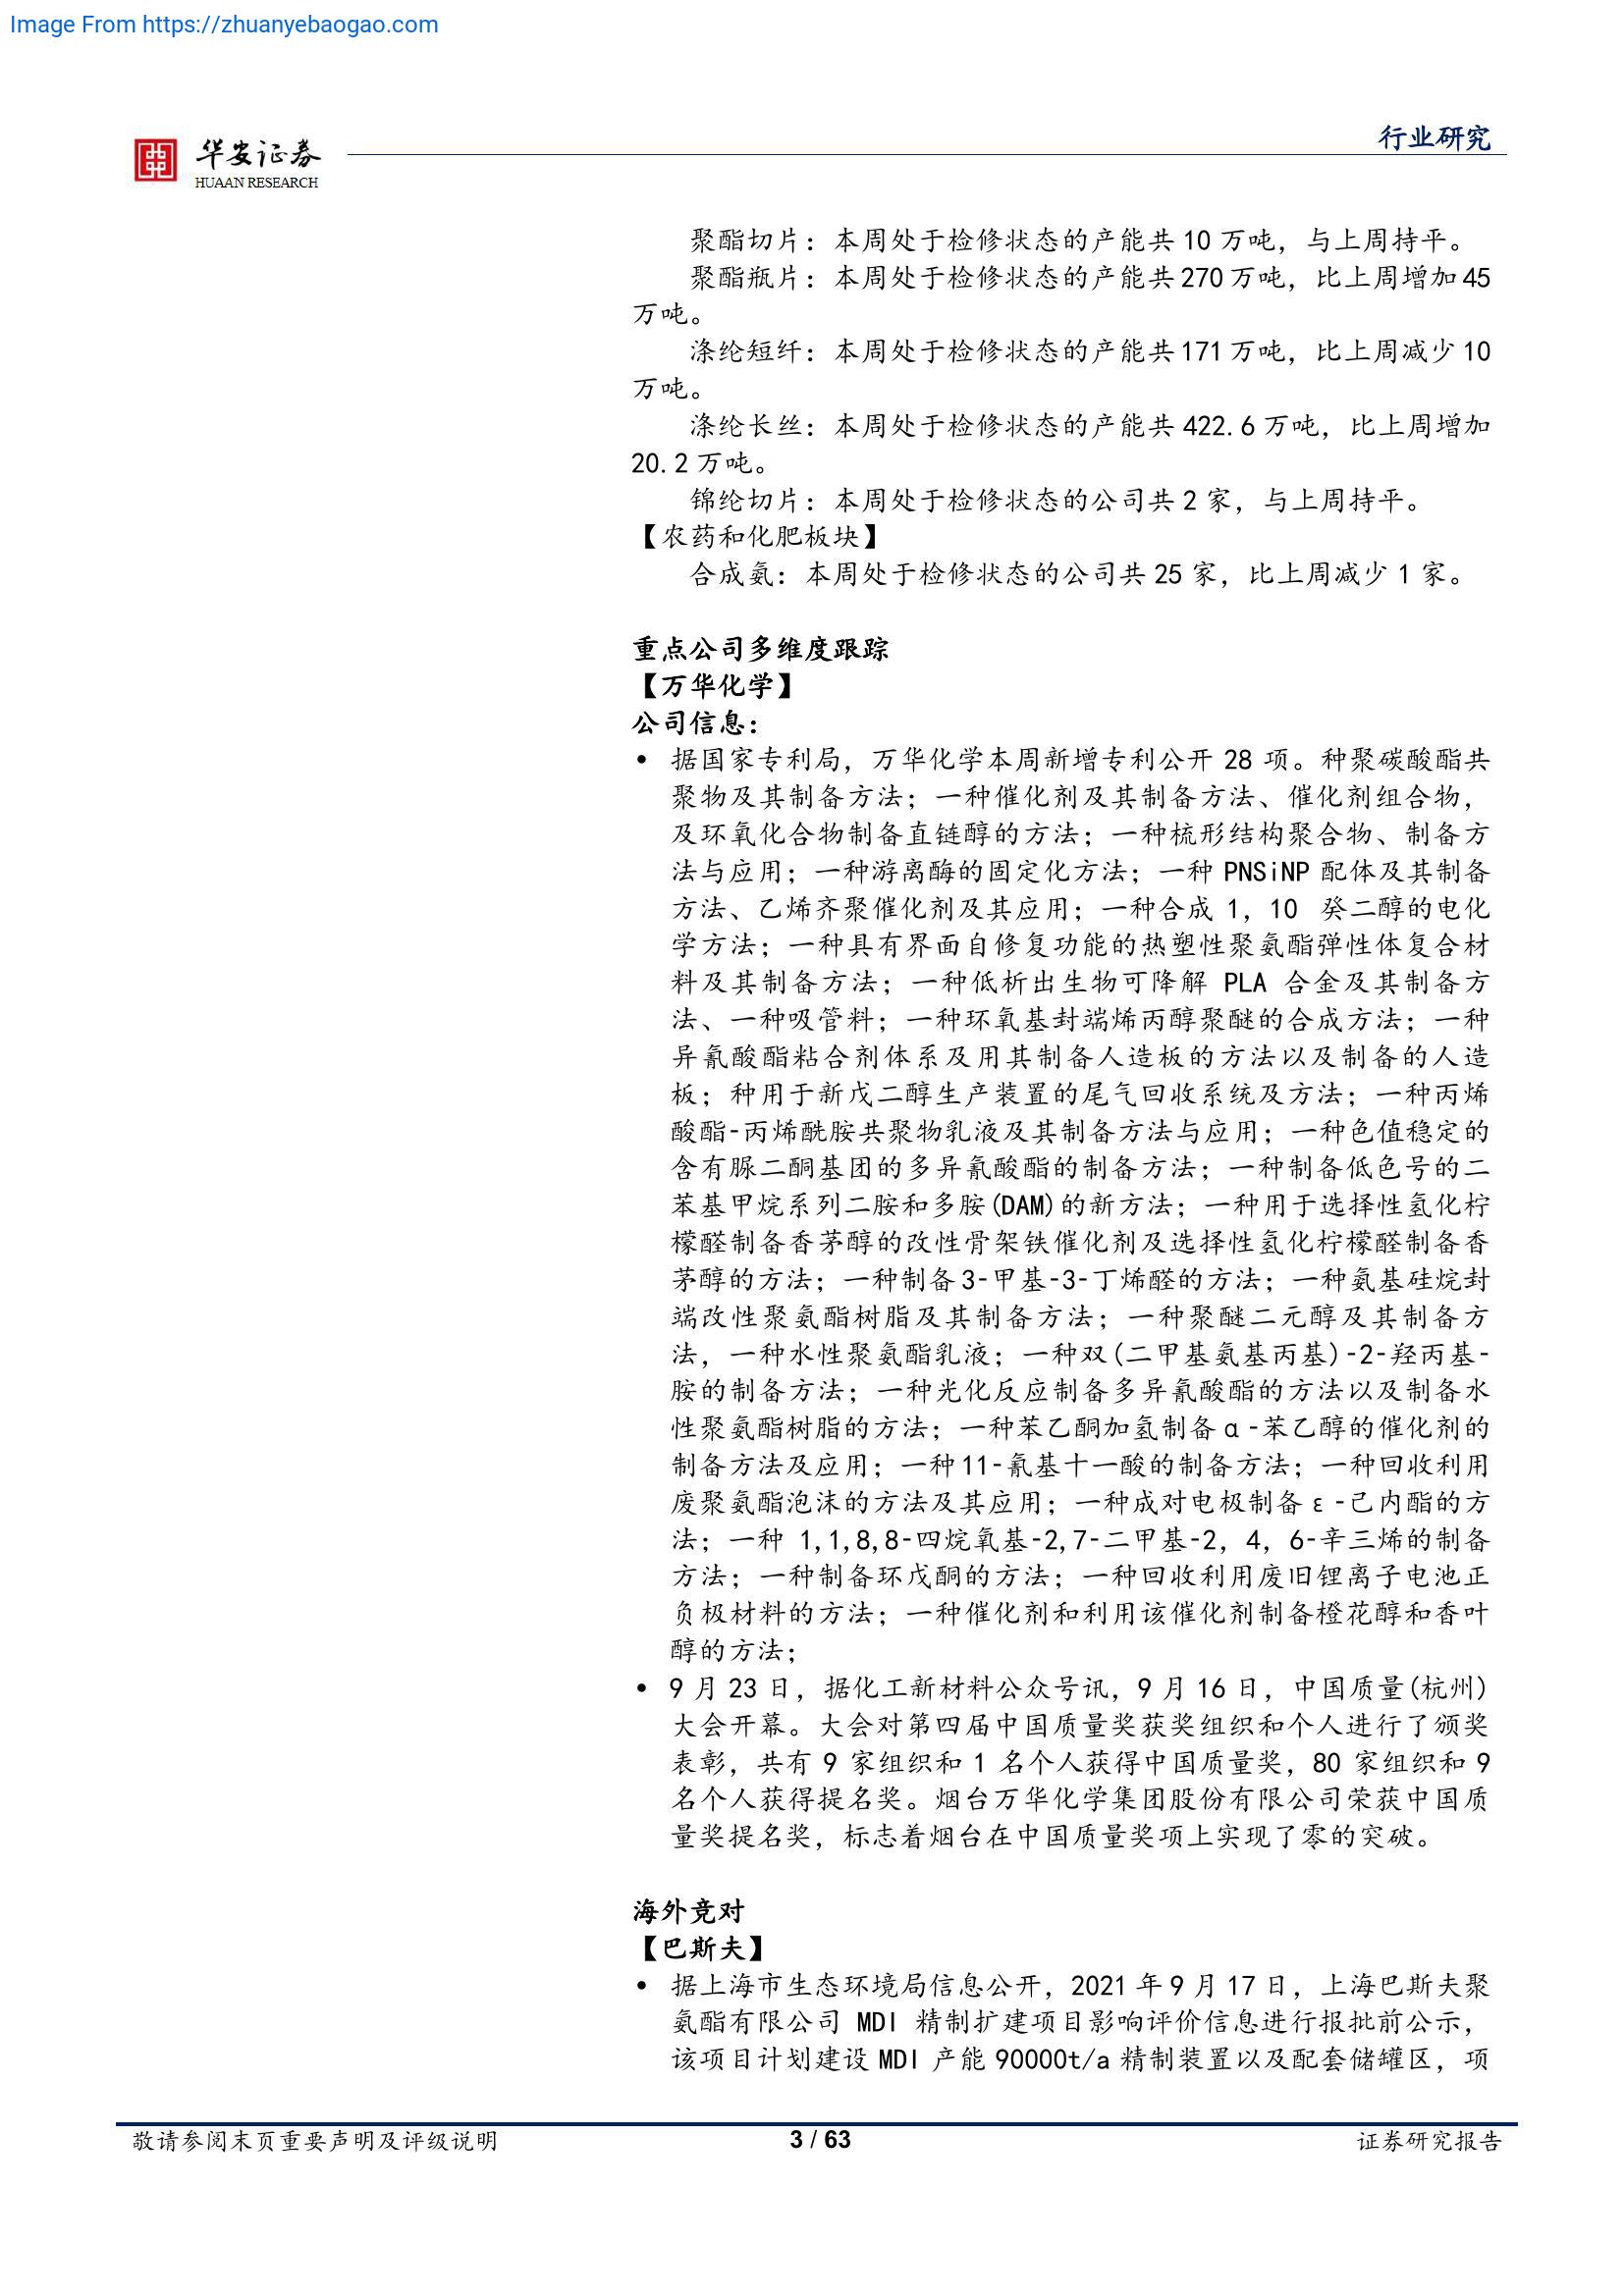 Image From https://zhuanyebaogao.com
华安证券
HUAAN RESEARCH
行业研究
聚酯切片：本周处于检修状态的产能共 10 万吨，与上周持平。
聚酯瓶片：本周处于检修状态的产能共 270 万吨，比上周增加 45
万吨。
涤纶短纤：本周处于检修状态的产能共 171 万吨，比上周减少 10
万吨。
涤纶长丝：本周处于检修状态的产能共 422.6 万吨，比上周增加
20.2 万吨。
锦纶切片：本周处于检修状态的公司共 2 家，与上周持平。
【农药和化肥板块】
合成氨：本周处于检修状态的公司共 25 家，比上周减少 1 家。
重点公司多维度跟踪
【万华化学】
公司信息：
• 据国家专利局，万华化学本周新增专利公开 28 项。种聚碳酸酯共
聚物及其制备方法；一种催化剂及其制备方法、催化剂组合物，
及环氧化合物制备直链醇的方法；一种梳形结构聚合物、制备方
法与应用；一种游离酶的固定化方法；一种 PNSiNP 配体及其制备
方法、乙烯齐聚催化剂及其应用；一种合成 1，10 癸二醇的电化
学方法；一种具有界面自修复功能的热塑性聚氨酯弹性体复合材
料及其制备方法；一种低析出生物可降解 PLA 合金及其制备方
法、一种吸管料；一种环氧基封端烯丙醇聚醚的合成方法；一种
异氰酸酯粘合剂体系及用其制备人造板的方法以及制备的人造
板；种用于新戊二醇生产装置的尾气回收系统及方法；一种丙烯
酸酯-丙烯酰胺共聚物乳液及其制备方法与应用；一种色值稳定的
含有脲二酮基团的多异氰酸酯的制备方法；一种制备低色号的二
苯基甲烷系列二胺和多胺(DAM)的新方法；一种用于选择性氢化柠
檬醛制备香茅醇的改性骨架铁催化剂及选择性氢化柠檬醛制备香
茅醇的方法；一种制备 3-甲基-3-丁烯醛的方法；一种氨基硅烷封
端改性聚氨酯树脂及其制备方法；一种聚醚二元醇及其制备方
法，一种水性聚氨酯乳液；一种双(二甲基氨基丙基)-2-羟丙基-
胺的制备方法；一种光化反应制备多异氰酸酯的方法以及制备水
性聚氨酯树脂的方法；一种苯乙酮加氢制备α-苯乙醇的催化剂的
制备方法及应用；一种 11-氰基十一酸的制备方法；一种回收利用
废聚氨酯泡沫的方法及其应用；一种成对电极制备ε-己内酯的方
法；一种 1,1,8,8-四烷氧基-2,7-二甲基-2，4，6-辛三烯的制备
方法；一种制备环戊酮的方法；一种回收利用废旧锂离子电池正
负极材料的方法；一种催化剂和利用该催化剂制备橙花醇和香叶
醇的方法；
• 9 月 23 日，据化工新材料公众号讯，9 月 16 日，中国质量(杭州)
大会开幕。大会对第四届中国质量奖获奖组织和个人进行了颁奖
表彰，共有 9 家组织和 1 名个人获得中国质量奖，80 家组织和 9
名个人获得提名奖。烟台万华化学集团股份有限公司荣获中国质
量奖提名奖，标志着烟台在中国质量奖项上实现了零的突破。
海外竞对
【巴斯夫】
• 据上海市生态环境局信息公开，2021 年 9 月 17 日，上海巴斯夫聚
氨酯有限公司 MDI 精制扩建项目影响评价信息进行报批前公示，
该项目计划建设 MDI 产能 90000t/a 精制装置以及配套储罐区，项
敬请参阅末页重要声明及评级说明
3 / 63
证券研究报告